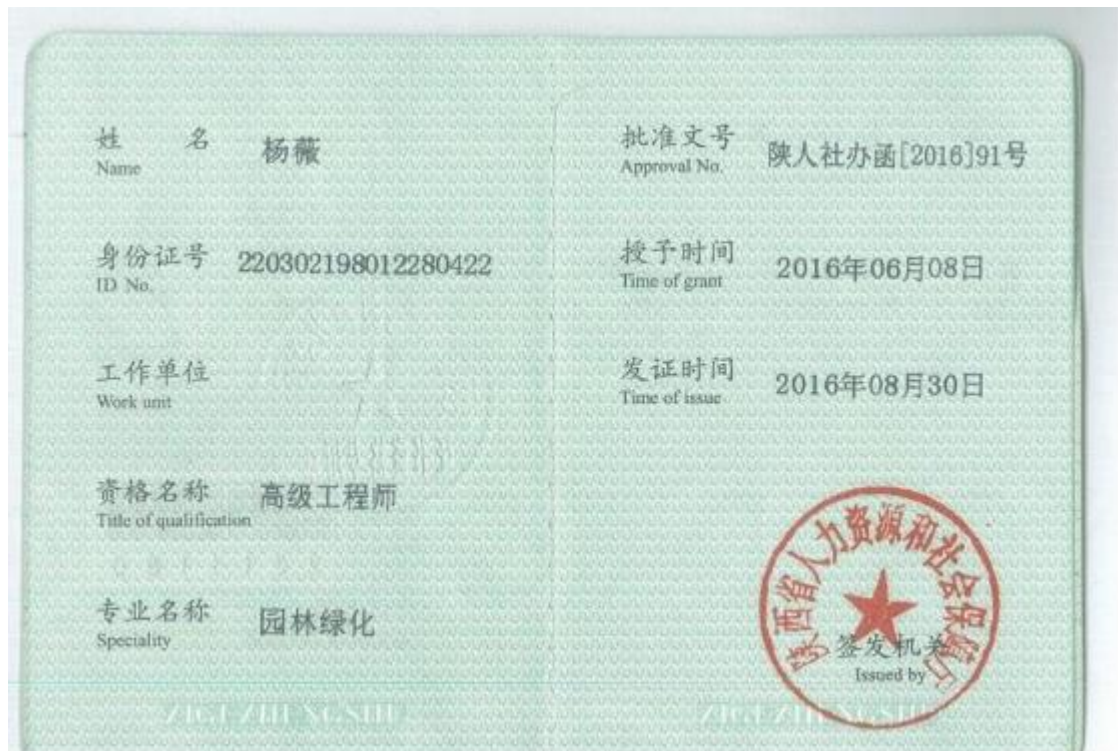 姓 名 杨薇
Name
身份证号 220302198012280422
ID No.
工作单位
Work unit
资格名称 高级工程师
Title of qualification
专业名称 园林绿化
Speciality
批准文号 陕人社办函[2016]91号
Approval No.
授予时间 2016年06月08日
Time of grant
发证时间 2016年08月30日
Time of issue
陕西省人力资源和社会保障厅
签发机关
Issued by
ZIGE ZHENGSHU
ZIGE ZHENGSHU